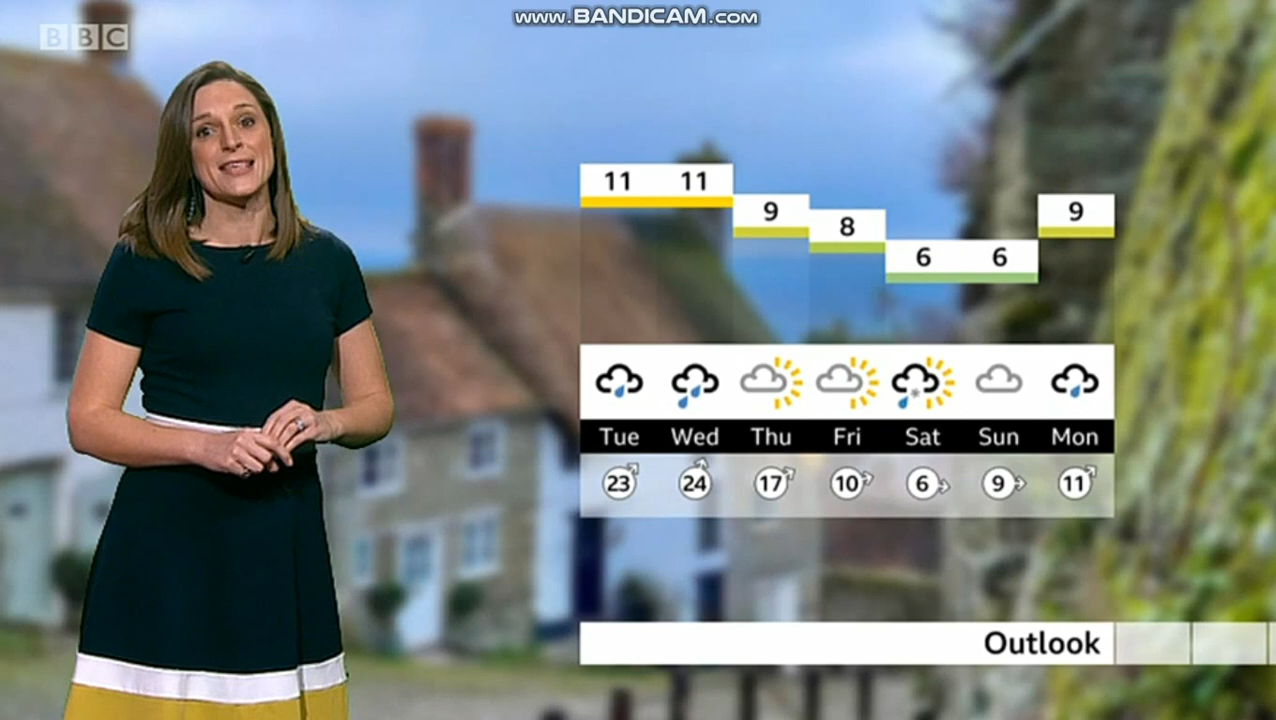 www.BANDICAM.com
BBC
11 11 9 8 6 6 9
Tue Wed Thu Fri Sat Sun Mon
23 24 17 10 6 9 11
Outlook